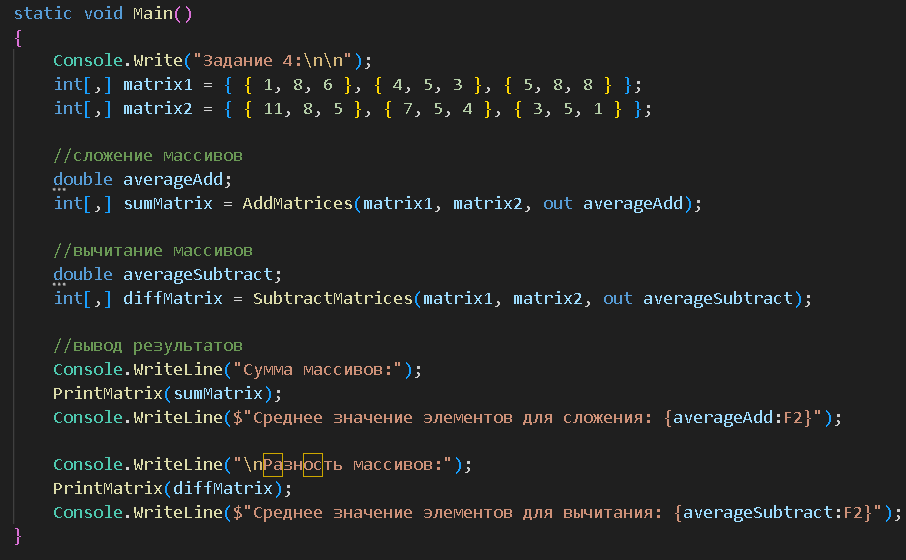 static void Main()
{
    Console.Write("Задание 4:\n\n");
    int[,] matrix1 = { { 1, 8, 6 }, { 4, 5, 3 }, { 5, 8, 8 } };
    int[,] matrix2 = { { 11, 8, 5 }, { 7, 5, 4 }, { 3, 5, 1 } };

    //сложение массивов
    double averageAdd;
    int[,] sumMatrix = AddMatrices(matrix1, matrix2, out averageAdd);

    //вычитание массивов
    double averageSubtract;
    int[,] diffMatrix = SubtractMatrices(matrix1, matrix2, out averageSubtract);

    //вывод результатов
    Console.WriteLine("Сумма массивов:");
    PrintMatrix(sumMatrix);
    Console.WriteLine($"Среднее значение элементов для сложения: {averageAdd:F2}");

    Console.WriteLine("\nРазность массивов:");
    PrintMatrix(diffMatrix);
    Console.WriteLine($"Среднее значение элементов для вычитания: {averageSubtract:F2}");
}